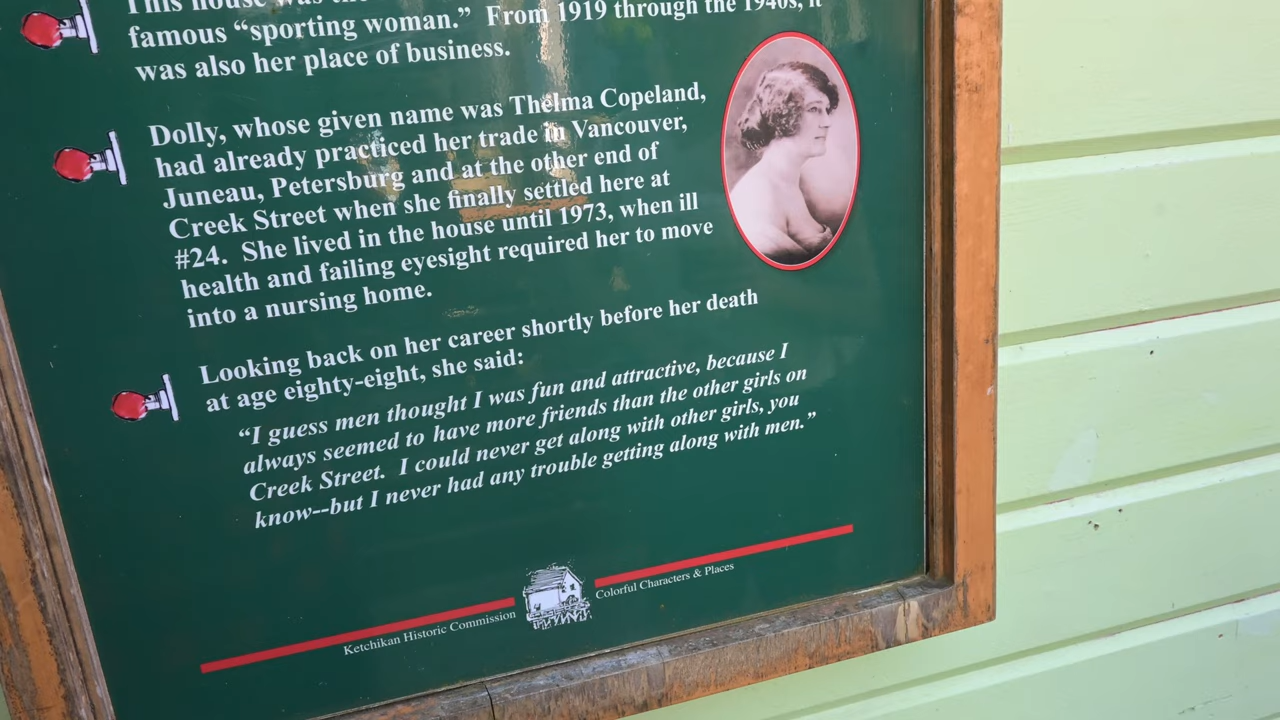 This house was the
famous “sporting woman.” From 1919 through the 1940s, it
was also her place of business.
Dolly, whose given name was Thelma Copeland,
had already practiced her trade in Vancouver,
Juneau, Petersburg and at the other end of
Creek Street when she finally settled here at
#24. She lived in the house until 1973, when ill
health and failing eyesight required her to move
into a nursing home.
Looking back on her career shortly before her death
at age eighty-eight, she said:
“I guess men thought I was fun and attractive, because I
always seemed to have more friends than the other girls on
Creek Street. I could never get along with other girls, you
know--but I never had any trouble getting along with men.”
Ketchikan Historic Commission
Colorful Characters & Places